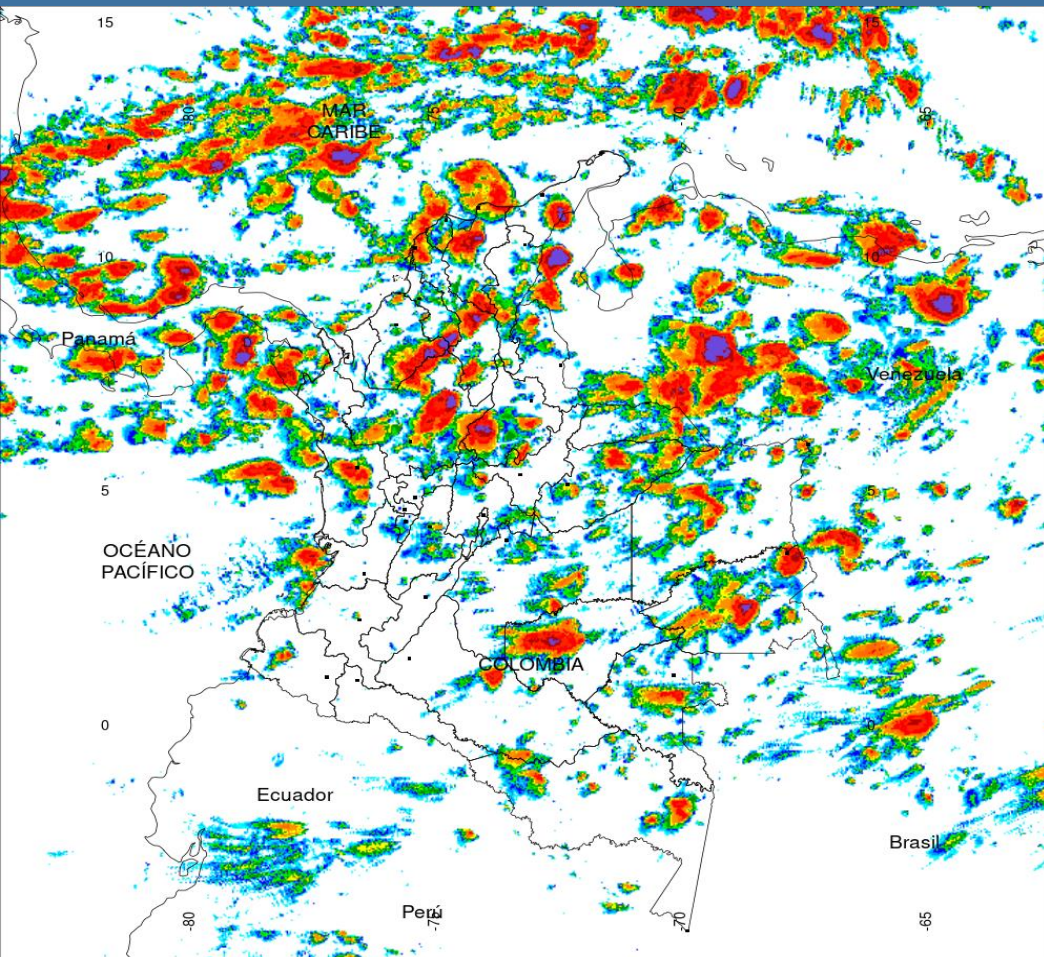 15
15
-80
-75
-70
-65
MAR
CARIBE
10
10
Panamá
Venezuela
5
5
OCÉANO
PACÍFICO
COLOMBIA
0
0
Ecuador
Brasil
Perú
-80
-75
-70
-65